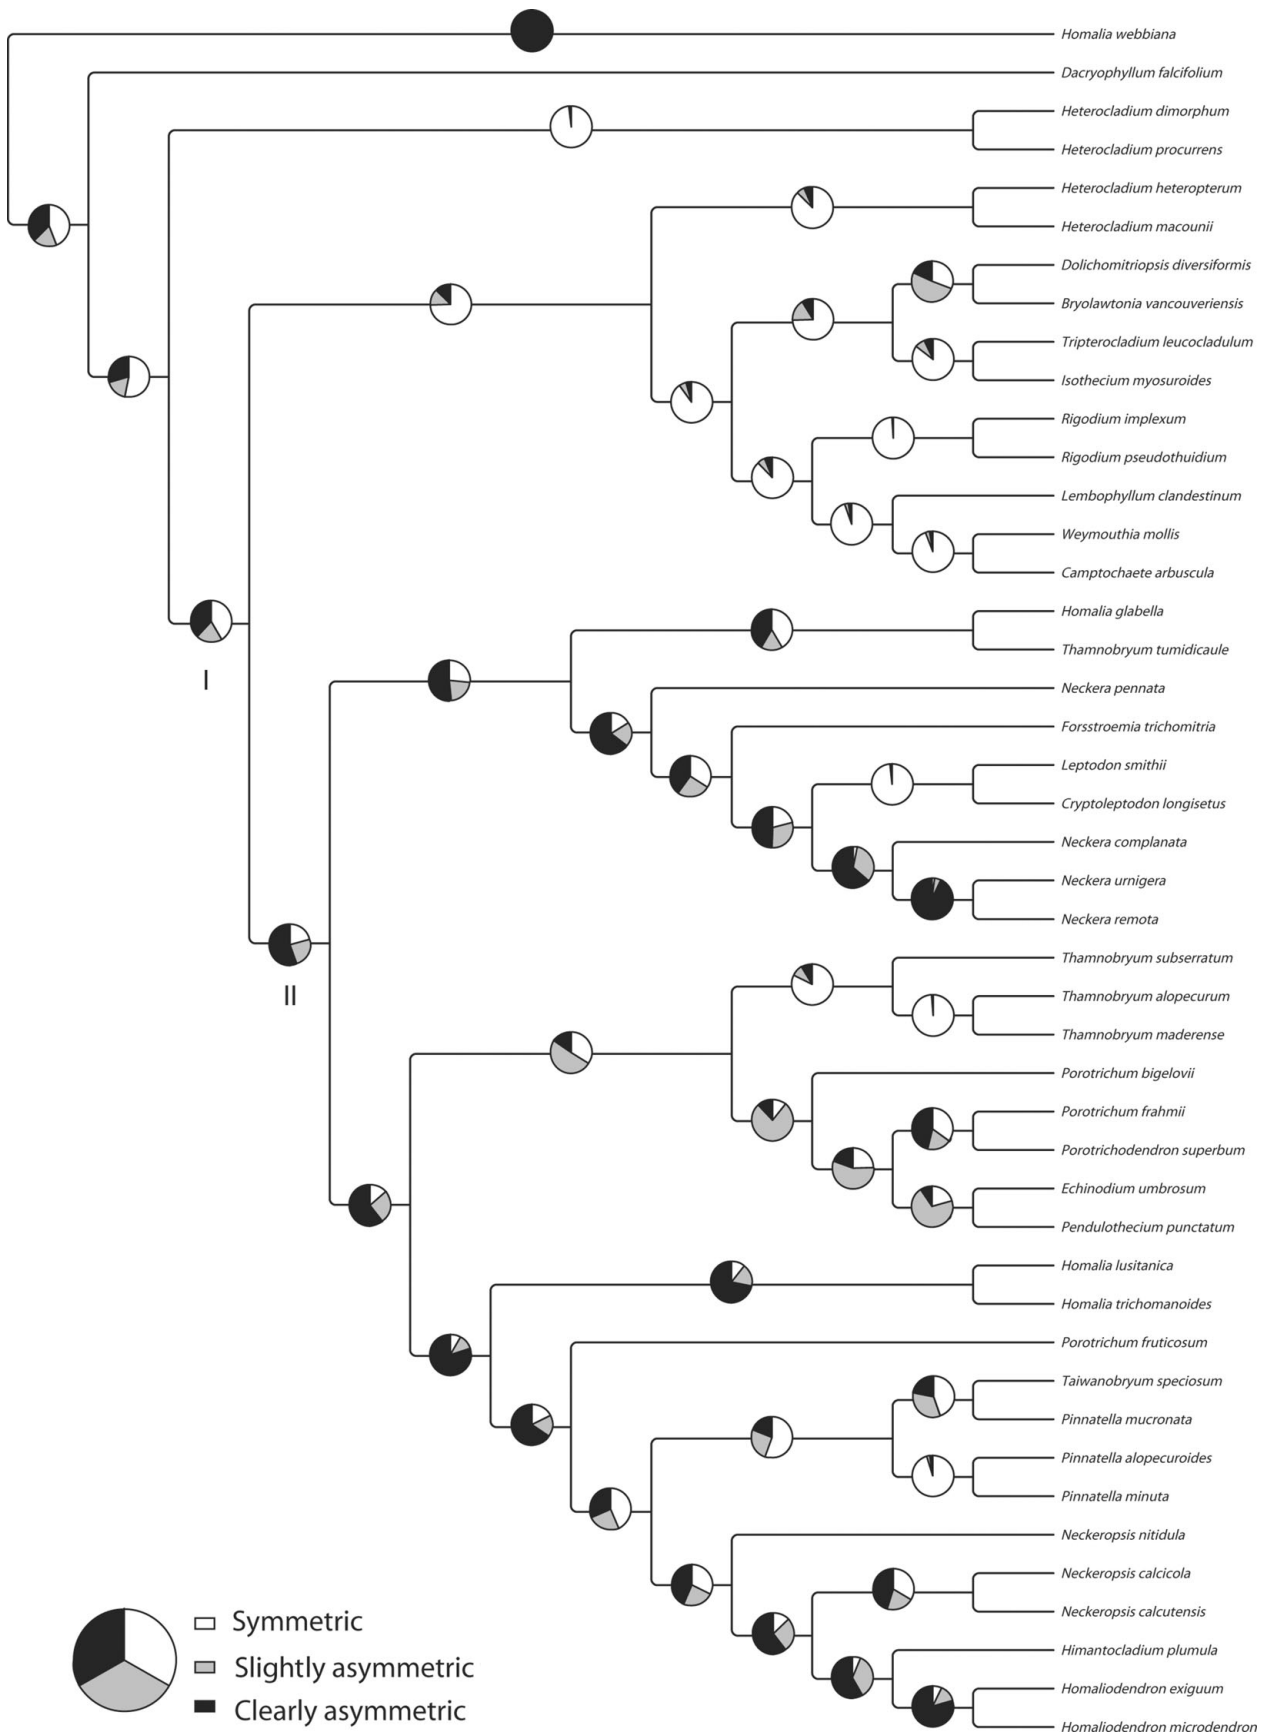 Homalia webbiana
Dacryophyllum falcifolium
Heterocladium dimorphum
Heterocladium procurrens
Heterocladium heteropterum
Heterocladium macounii
Dolichomitriopsis diversiformis
Bryolawtonia vancouveriensis
Tripterocladium leucocladulum
Isothecium myosuroides
Rigodium implexum
Rigodium pseudothuidium
Lembophyllum clandestinum
Weymouthia mollis
Camptochaete arbuscula
Homalia glabella
Thamnobryum tumidicaule
I
Neckera pennata
Forsstroemia trichomitria
Leptodon smithii
Cryptoleptodon longisetus
Neckera complanata
Neckera urnigera
Neckera remota
Thamnobryum subserratum
II
Thamnobryum alopecurum
Thamnobryum maderense
Porotrichum bigelovii
Porotrichum frahmii
Porotrichodendron superbum
Echinodium umbrosum
Pendulothecium punctatum
Homalia lusitanica
Homalia trichomanoides
Porotrichum fruticosum
Taiwanobryum speciosum
Pinnatella mucronata
Pinnatella alopecuroides
Pinnatella minuta
Neckeropsis nitidula
Neckeropsis calcicola
Neckeropsis calcutensis
Himantocladium plumula
Homaliodendron exiguum
Homaliodendron microdendron
Symmetric
Slightly asymmetric
Clearly asymmetric